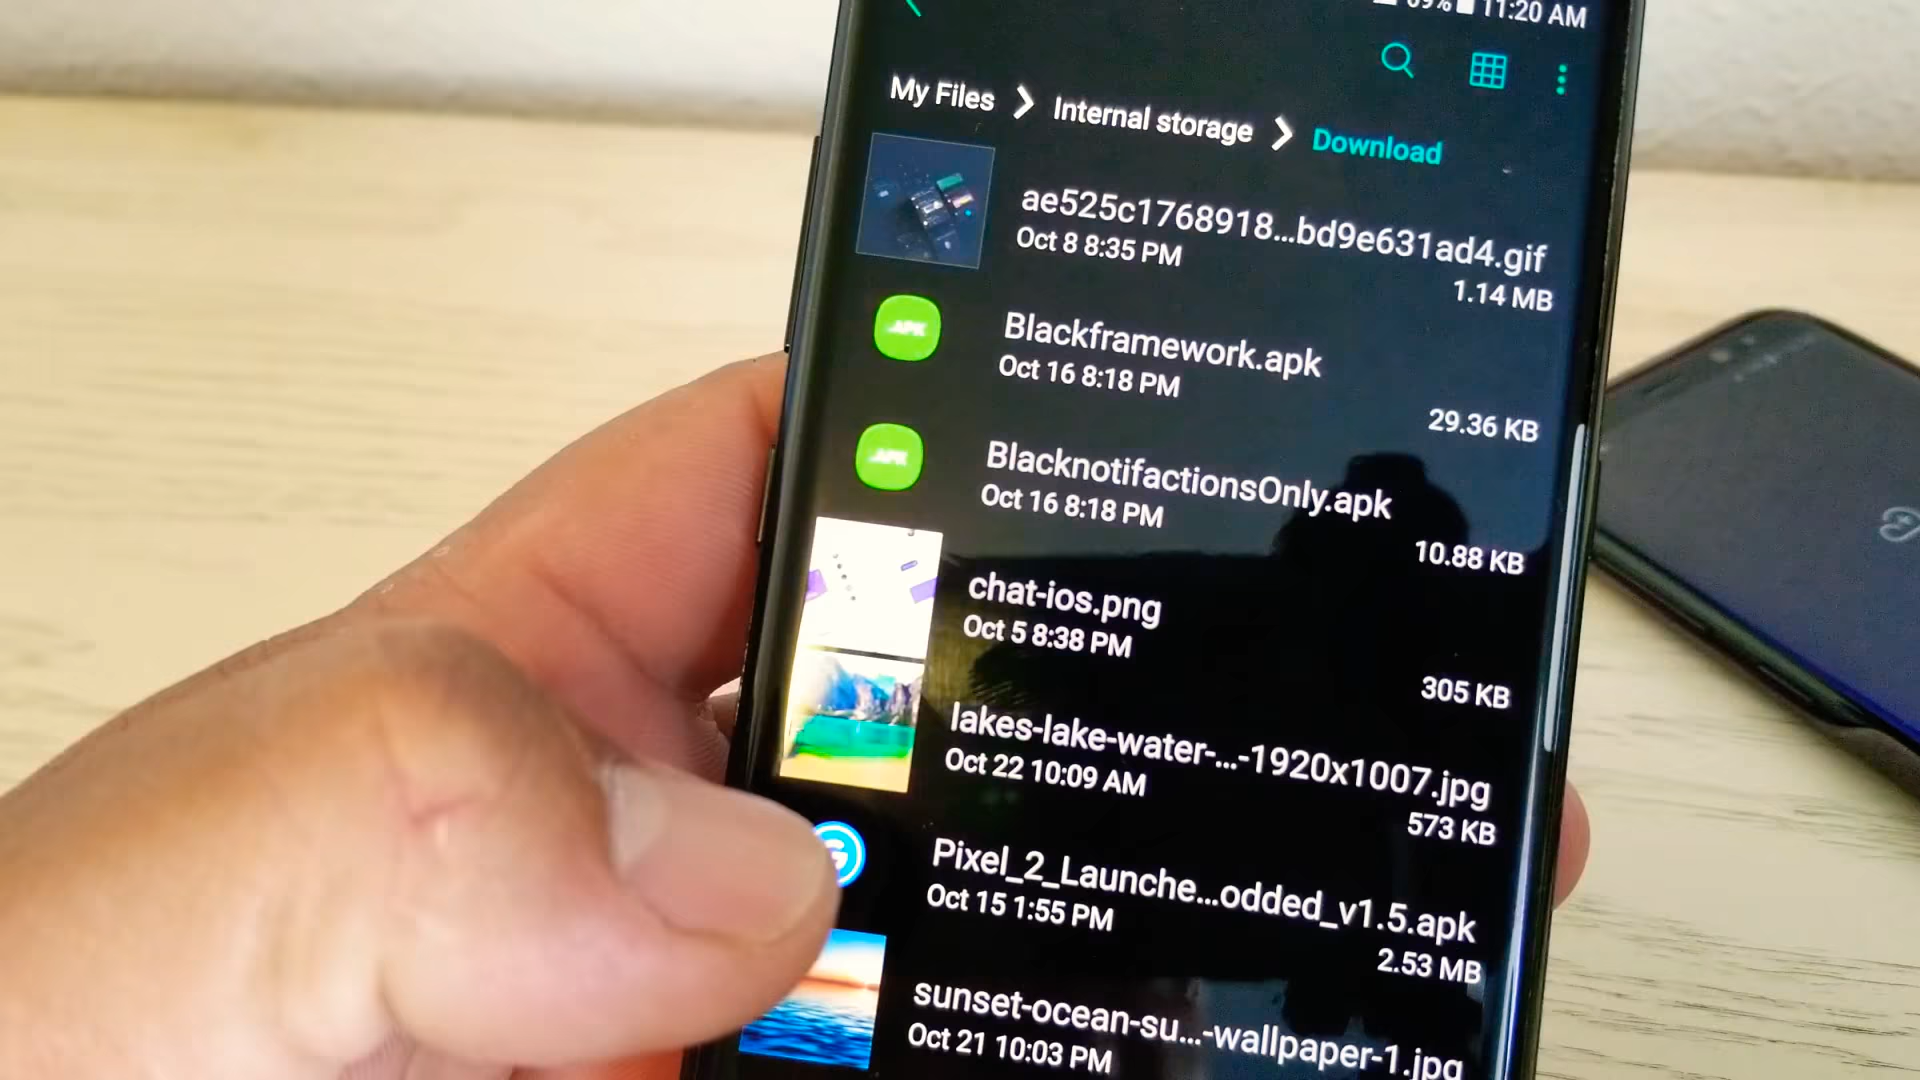 69% 11:20 AM
My Files > Internal storage > Download
ae525c1768918...bd9e631ad4.gif
Oct 8 8:35 PM
1.14 MB
.APK
Blackframework.apk
Oct 16 8:18 PM
29.36 KB
.APK
BlacknotifactionsOnly.apk
Oct 16 8:18 PM
10.88 KB
chat-ios.png
Oct 5 8:38 PM
305 KB
lakes-lake-water-...-1920x1007.jpg
Oct 22 10:09 AM
573 KB
G
Pixel_2_Launche...odded_v1.5.apk
Oct 15 1:55 PM
2.53 MB
sunset-ocean-su...-wallpaper-1.jpg
Oct 21 10:03 PM